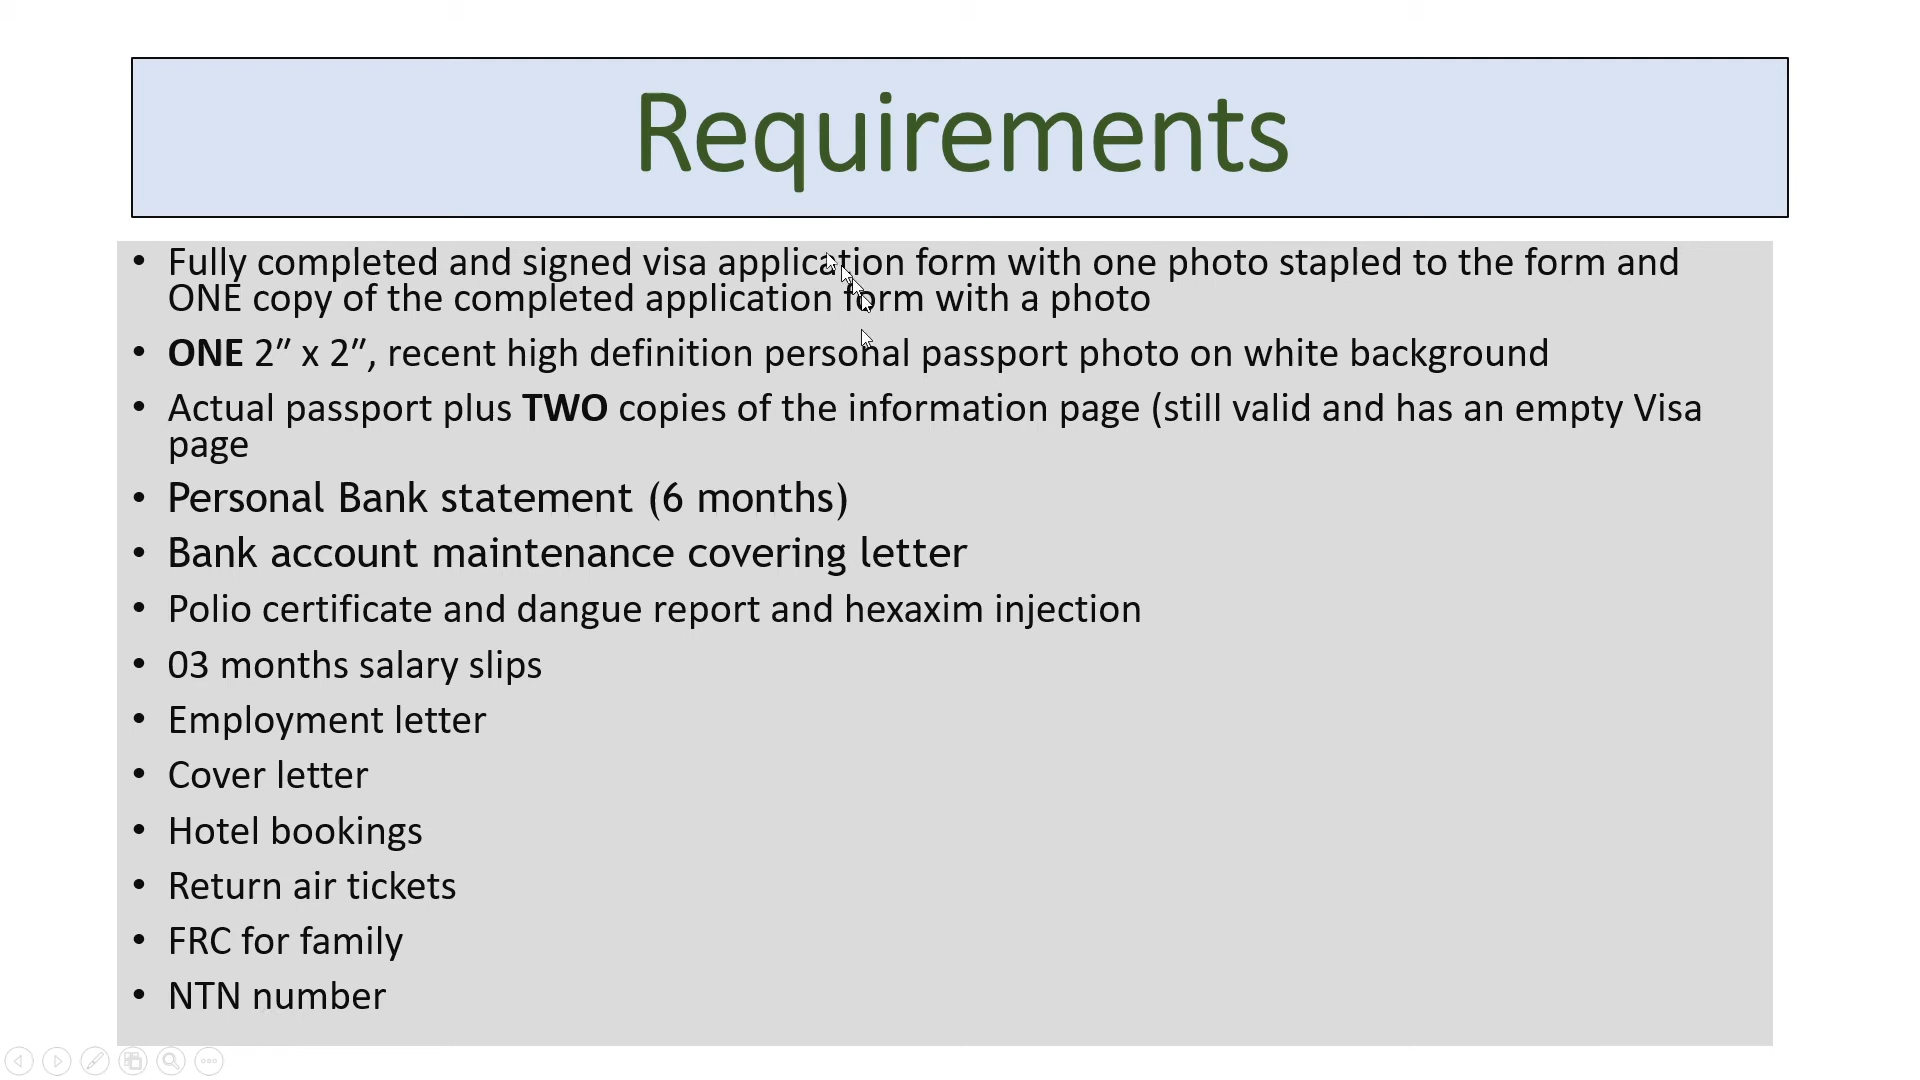 Requirements
• Fully completed and signed visa application form with one photo stapled to the form and
ONE copy of the completed application form with a photo
• ONE 2″ x 2″, recent high definition personal passport photo on white background
• Actual passport plus TWO copies of the information page (still valid and has an empty Visa
page
• Personal Bank statement (6 months)
• Bank account maintenance covering letter
• Polio certificate and dangue report and hexaxim injection
• 03 months salary slips
• Employment letter
• Cover letter
• Hotel bookings
• Return air tickets
• FRC for family
• NTN number